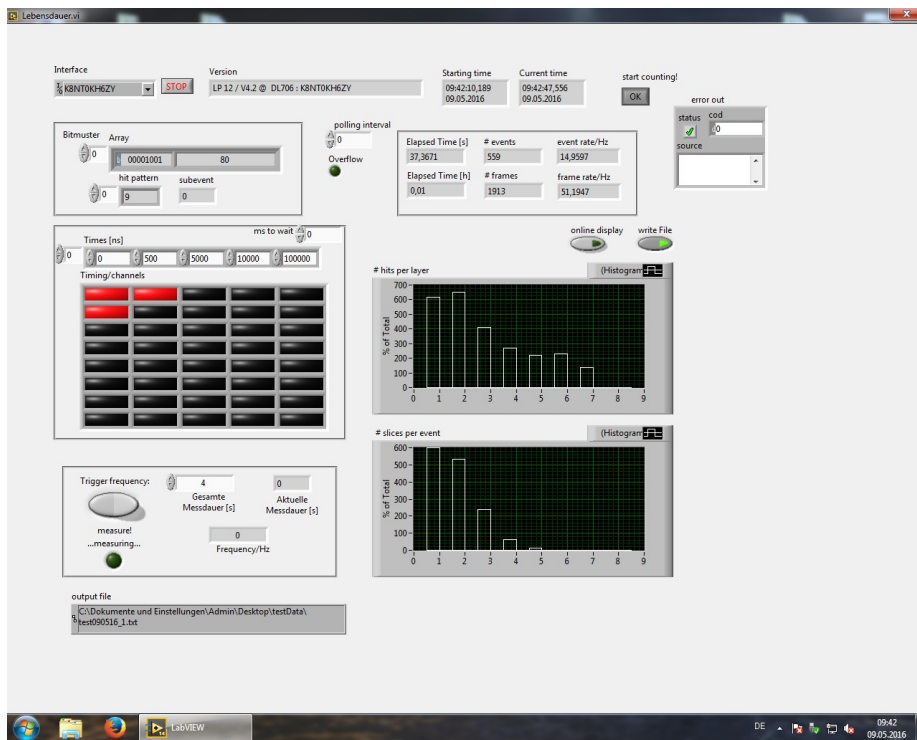 Lebensdauer.vi
Interface
K8NT0KH6ZY
STOP
Version
LP 12 / V4.2 @ DL706 : K8NT0KH6ZY
Starting time
09:42:10,189
09.05.2016
Current time
09:42:47,556
09.05.2016
start counting!
OK
error out
status cod
0
source
Bitmuster
0
Array
00001001 80
hit pattern subevent
0 9 0
polling interval
0
Overflow
Elapsed Time [s] # events event rate/Hz
37,3671 559 14,9597
Elapsed Time [h] # frames frame rate/Hz
0,01 1913 51,1947
ms to wait 0
Times [ns]
0 0 500 5000 10000 100000
Timing/channels
online display write File
# hits per layer (Histogram
% of Total
700
600
500
400
300
200
100
0
0 1 2 3 4 5 6 7 8 9
# slices per event (Histogram
% of Total
600
500
400
300
200
100
0
0 1 2 3 4 5 6 7 8 9
Trigger frequency:
4
Gesamte
Messdauer [s]
0
Aktuelle
Messdauer [s]
measure!
...measuring...
0
Frequency/Hz
output file
C:\Dokumente und Einstellungen\Admin\Desktop\testData\
test090516_1.txt
LabVIEW
DE
09:42
09.05.2016